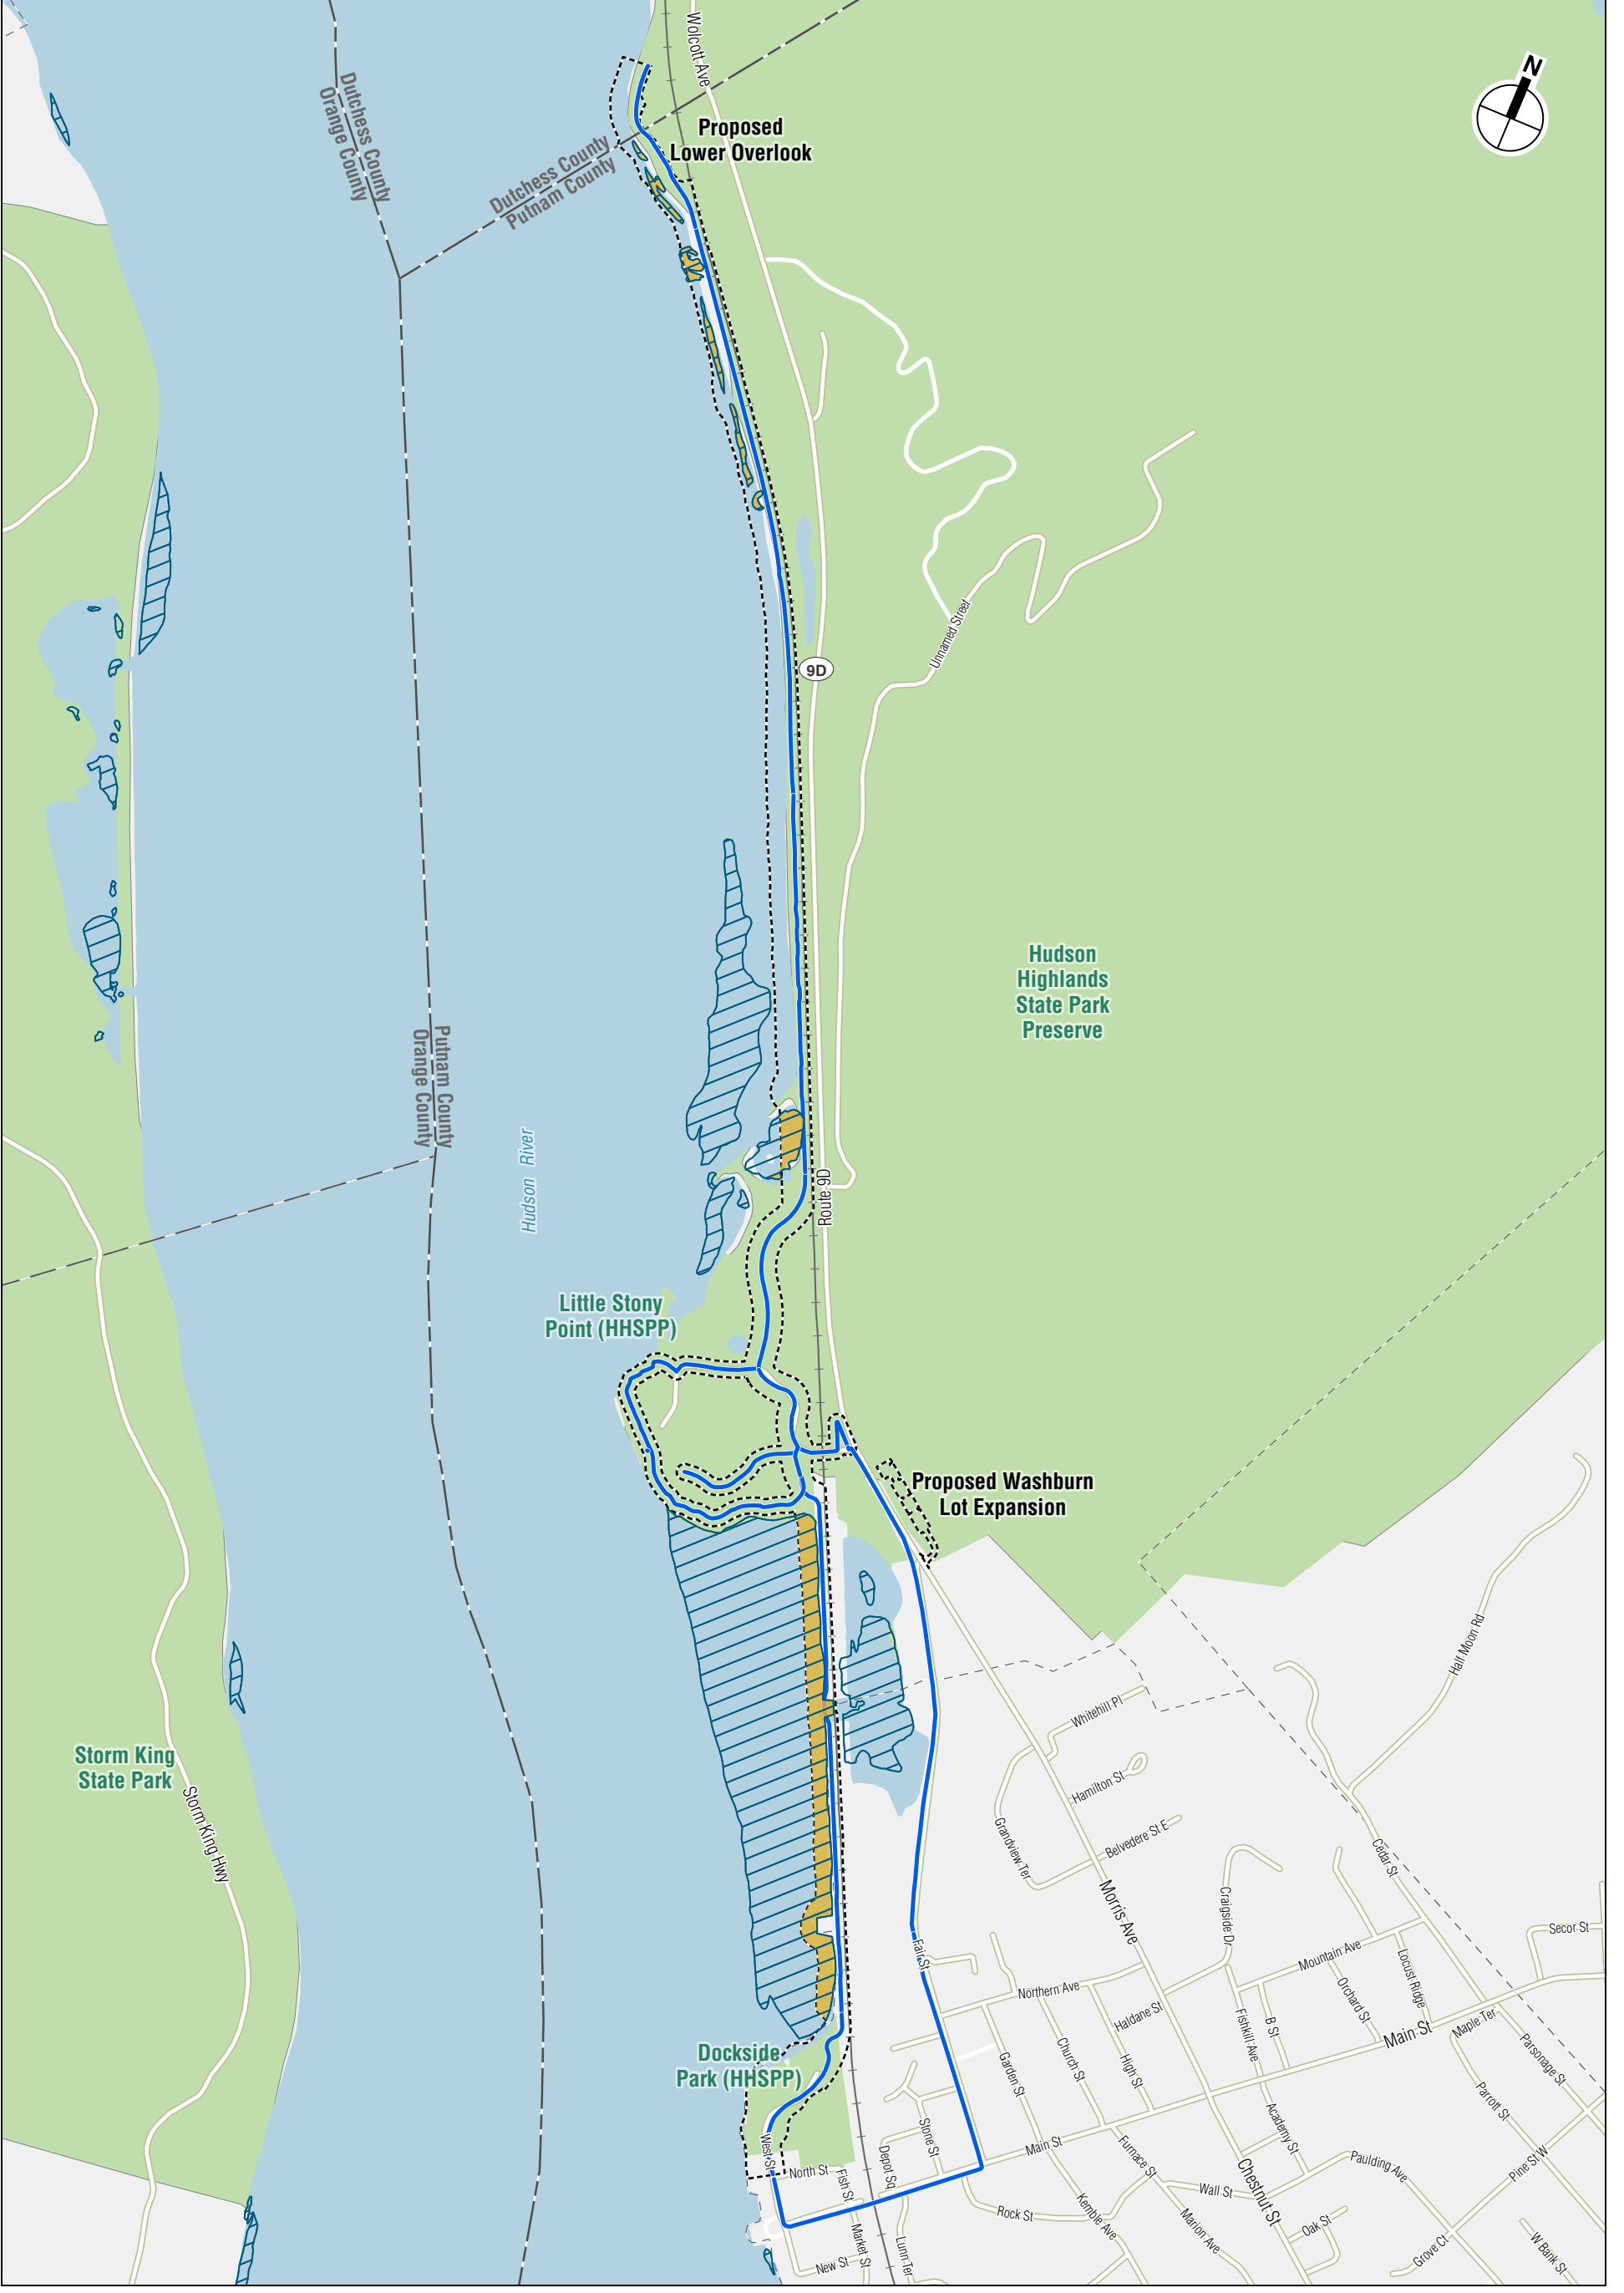 Wolcott Ave
N
Dutchess County
Orange County
Proposed
Lower Overlook
Dutchess County
Putnam County
Unnamed Street
9D
Hudson
Highlands
State Park
Preserve
Putnam County
Orange County
Hudson River
Route 9D
Little Stony
Point (HHSPP)
Proposed Washburn
Lot Expansion
Half Moon Rd
Whitehill Pl
Storm King
State Park
Storm King Hwy
Hamilton St
Grandview Ter
Belvedere St E
Cedar St
Morris Ave
Craigside Dr
Secor St
Fair St
Mountain Ave
Locust Ridge
Northern Ave
Orchard St
Haldane St
Fishkill Ave
B St
Main St
Maple Ter
Parsonage St
Dockside
Park (HHSPP)
Garden St
Church St
High St
Parrott St
Academy St
Stone St
West St
Main St
Depot Sq
North St
Fish St
Furnace St
Paulding Ave
Pine St W
Wall St
Chestnut St
Rock St
Kemble Ave
Marion Ave
Oak St
Market St
Lunn Ter
New St
Grove Ct
W Bank St